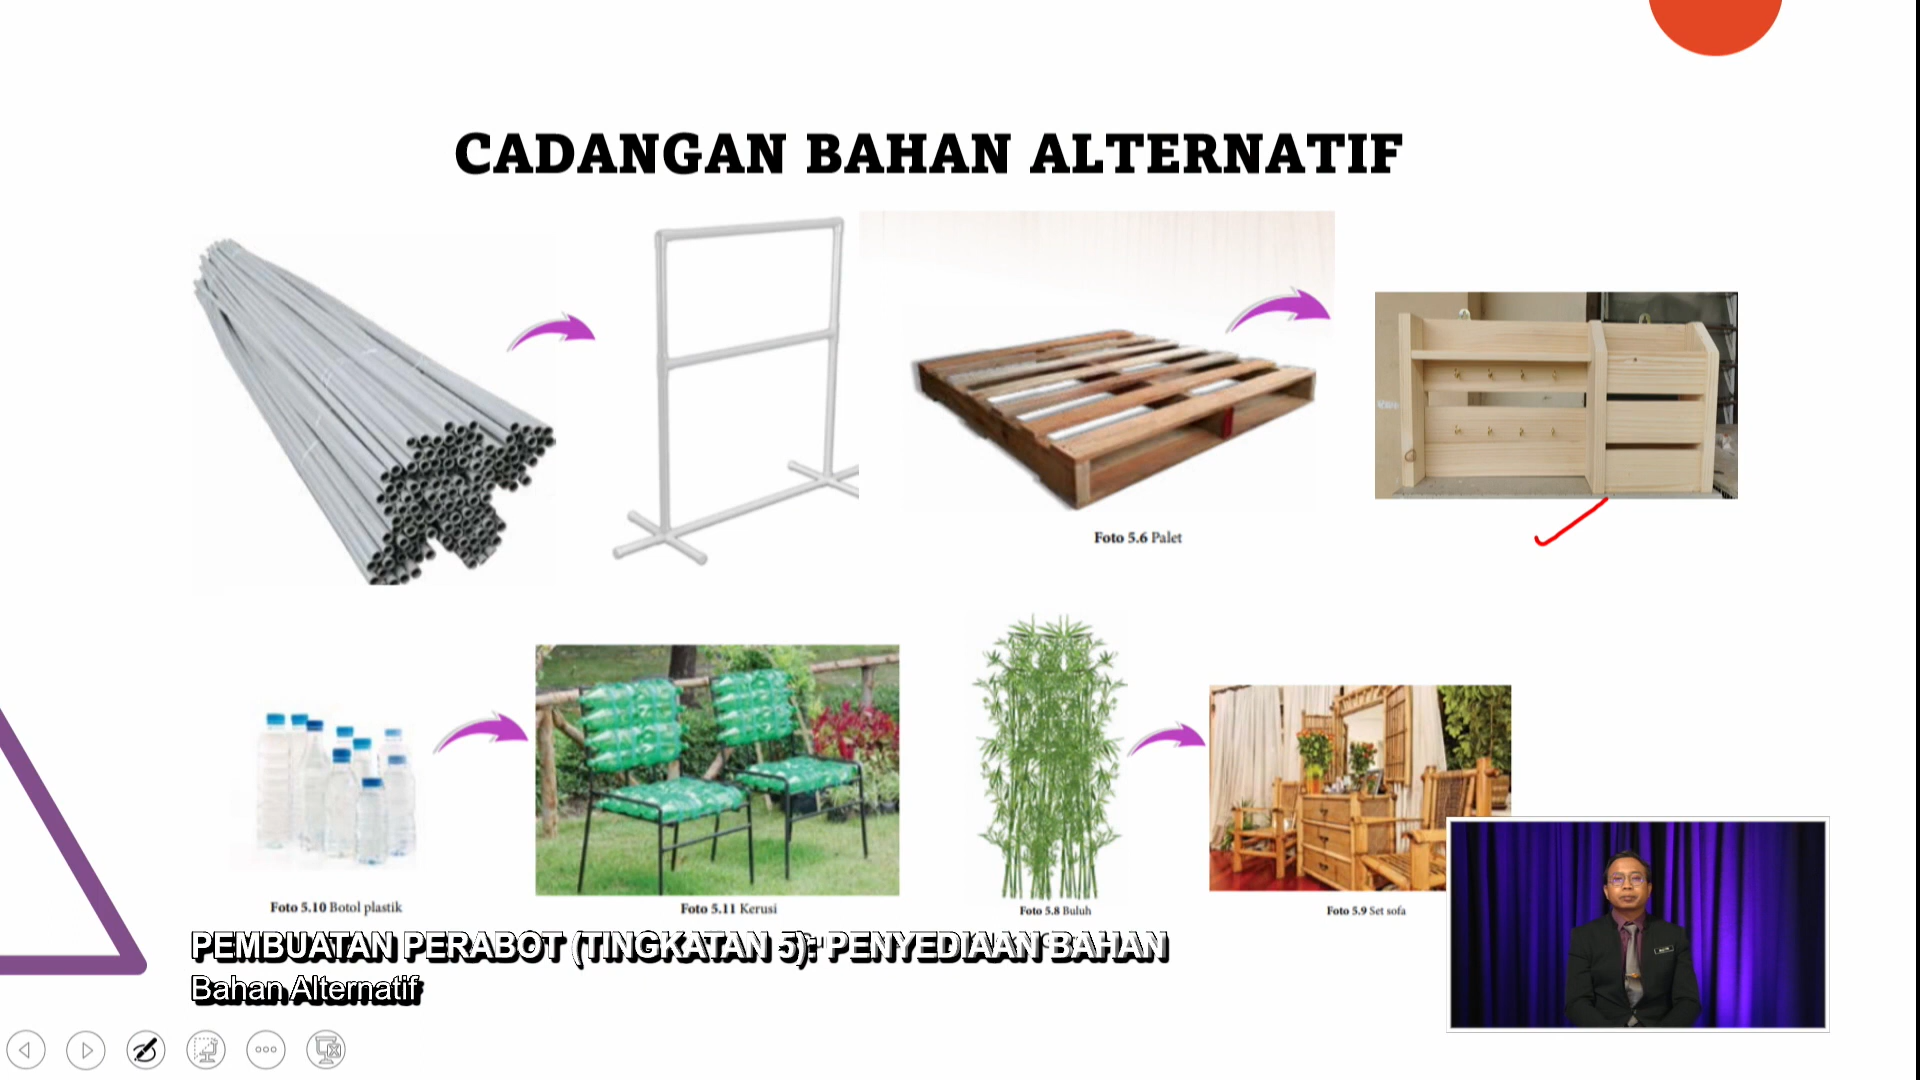 CADANGAN BAHAN ALTERNATIF
Foto 5.6 Palet
Foto 5.10 Botol plastik
Foto 5.11 Kerusi
Foto 5.8 Buluh
Foto 5.9 Set sofa
PEMBUATAN PERABOT (TINGKATAN 5): PENYEDIAAN BAHAN
Bahan Alternatif